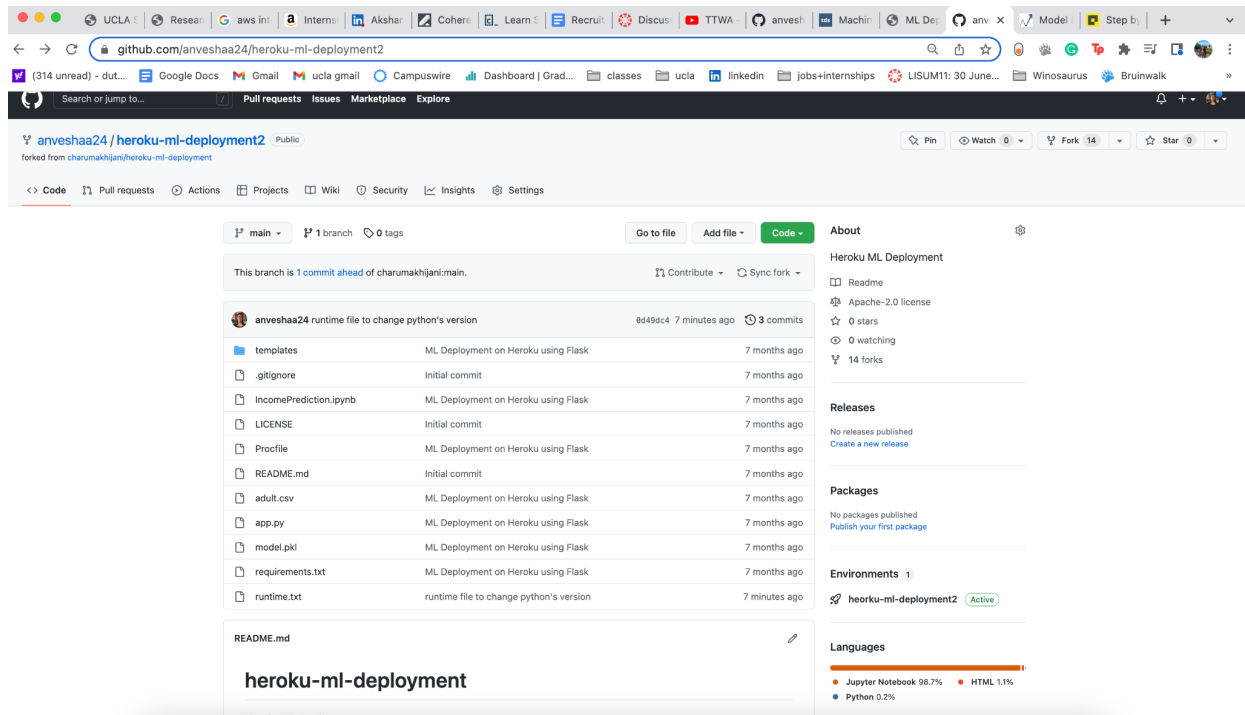 UCLA S
Resear
aws int
Interns
Akshar
Cohere
Learn S
Recruit
Discus
TTWA -
anvesh
Machin
ML Dep
anv
Model
Step by
github.com/anveshaa24/heroku-ml-deployment2
(314 unread) - dut...
Google Docs
Gmail
ucla gmail
Campuswire
Dashboard | Grad...
classes
ucla
linkedin
jobs+internships
LISUM11: 30 June...
Winosaurus
Bruinwalk
»
Search or jump to...
/
Pull requests Issues Marketplace Explore
anveshaa24 / heroku-ml-deployment2 Public
Pin
Watch 0
Fork 14
Star 0
forked from charumakhijani/heroku-ml-deployment
<> Code
Pull requests
Actions
Projects
Wiki
Security
Insights
Settings
main
1 branch
0 tags
Go to file
Add file
Code
This branch is 1 commit ahead of charumakhijani:main.
Contribute
Sync fork
anveshaa24 runtime file to change python's version 0d49dc4 7 minutes ago 3 commits
templates ML Deployment on Heroku using Flask 7 months ago
.gitignore Initial commit 7 months ago
IncomePrediction.ipynb ML Deployment on Heroku using Flask 7 months ago
LICENSE Initial commit 7 months ago
Procfile ML Deployment on Heroku using Flask 7 months ago
README.md Initial commit 7 months ago
adult.csv ML Deployment on Heroku using Flask 7 months ago
app.py ML Deployment on Heroku using Flask 7 months ago
model.pkl ML Deployment on Heroku using Flask 7 months ago
requirements.txt ML Deployment on Heroku using Flask 7 months ago
runtime.txt runtime file to change python's version 7 minutes ago
README.md
heroku-ml-deployment
About
Heroku ML Deployment
Readme
Apache-2.0 license
0 stars
0 watching
14 forks
Releases
No releases published
Create a new release
Packages
No packages published
Publish your first package
Environments 1
heorku-ml-deployment2 Active
Languages
Jupyter Notebook 98.7%
HTML 1.1%
Python 0.2%